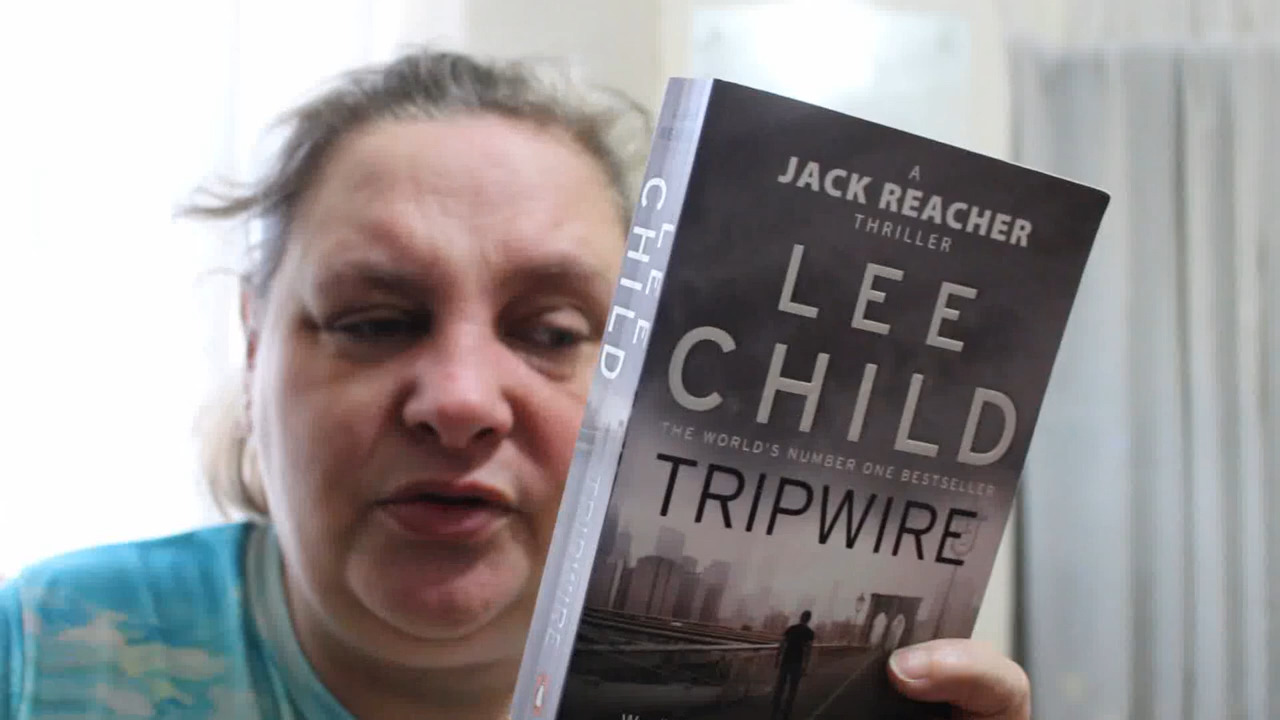 A
JACK REACHER
THRILLER
LEE
CHILD
THE WORLD'S NUMBER ONE BESTSELLER
TRIPWIRE
LEE
CHILD
TRIPWIRE